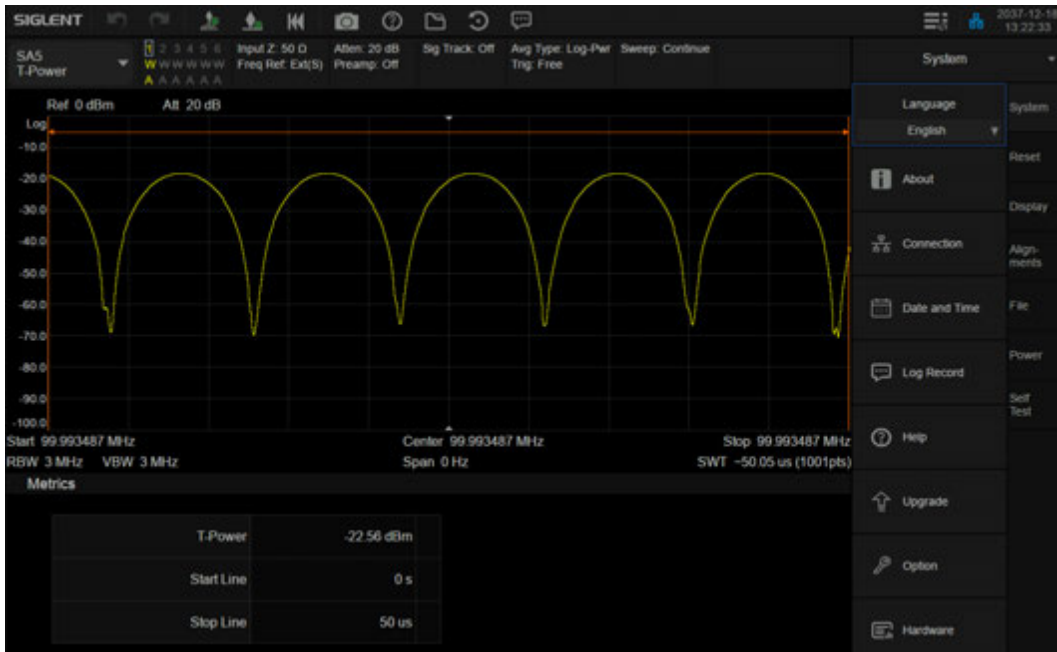 SIGLENT
2037-12-18
13:22:33
SA5
T-Power
1 2 3 4 5 6
W W W W W W
A A A A A A
Input Z: 50 Ω
Freq Ref: Ext(S)
Atten: 20 dB
Preamp: Off
Sig Track: Off
Avg Type: Log-Pwr
Trig: Free
Sweep: Continue
System
Ref 0 dBm
Att 20 dB
Log
-10.0
-20.0
-30.0
-40.0
-50.0
-60.0
-70.0
-80.0
-90.0
-100.0
Start 99.993487 MHz
Center 99.993487 MHz
Stop 99.993487 MHz
RBW 3 MHz
VBW 3 MHz
Span 0 Hz
SWT ~50.05 us (1001pts)
Metrics
T-Power -22.56 dBm
Start Line 0 s
Stop Line 50 us
Language
English
About
Connection
Date and Time
Log Record
Help
Upgrade
Option
Hardware
System
Reset
Display
Align-
ments
File
Power
Self
Test